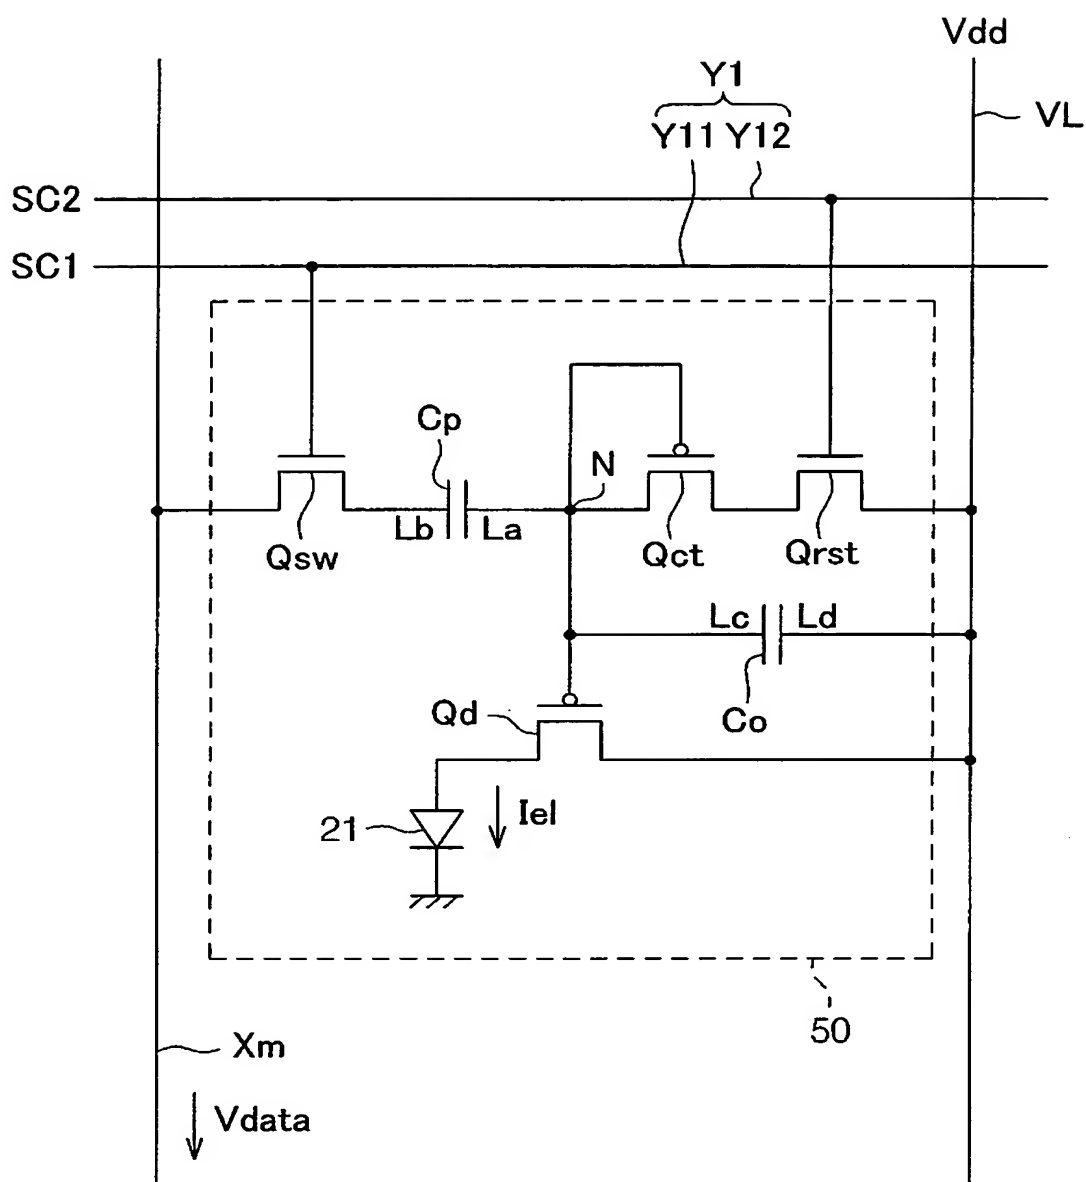 Vdd
Y1
VL
Y11 Y12
SC2
SC1
Cp
N
Lb La
Qsw
Qct
Qrst
Lc Ld
Qd
Co
21
Iel
50
Xm
Vdata